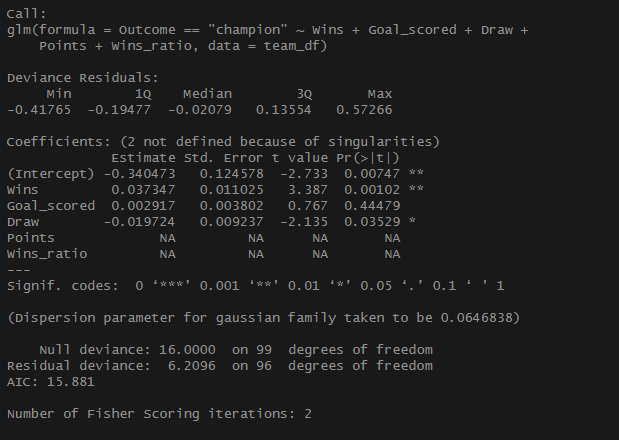 Call:
glm(formula = Outcome == "champion" ~ Wins + Goal_scored + Draw +
    Points + Wins_ratio, data = team_df)

Deviance Residuals:
     Min        1Q    Median        3Q       Max
-0.41765  -0.19477  -0.02079   0.13554   0.57266

Coefficients: (2 not defined because of singularities)
             Estimate Std. Error t value Pr(>|t|)
(Intercept) -0.340473   0.124578  -2.733  0.00747 **
Wins         0.037347   0.011025   3.387  0.00102 **
Goal_scored  0.002917   0.003802   0.767  0.44479
Draw        -0.019724   0.009237  -2.135  0.03529 *
Points             NA         NA      NA       NA
Wins_ratio         NA         NA      NA       NA
---
Signif. codes:  0 ‘***’ 0.001 ‘**’ 0.01 ‘*’ 0.05 ‘.’ 0.1 ‘ ’ 1

(Dispersion parameter for gaussian family taken to be 0.0646838)

    Null deviance: 16.0000  on 99  degrees of freedom
Residual deviance:  6.2096  on 96  degrees of freedom
AIC: 15.881

Number of Fisher Scoring iterations: 2